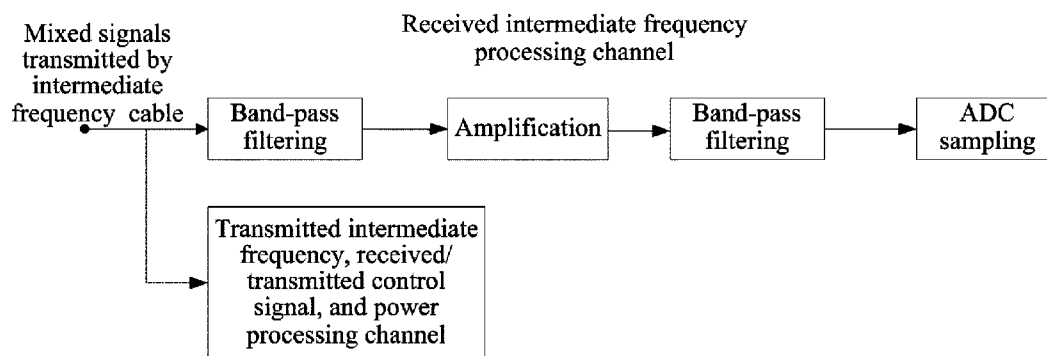 Mixed signals
transmitted by
intermediate
frequency cable
Received intermediate frequency
processing channel
Band-pass
filtering
Amplification
Band-pass
filtering
ADC
sampling
Transmitted intermediate
frequency, received/
transmitted control
signal, and power
processing channel